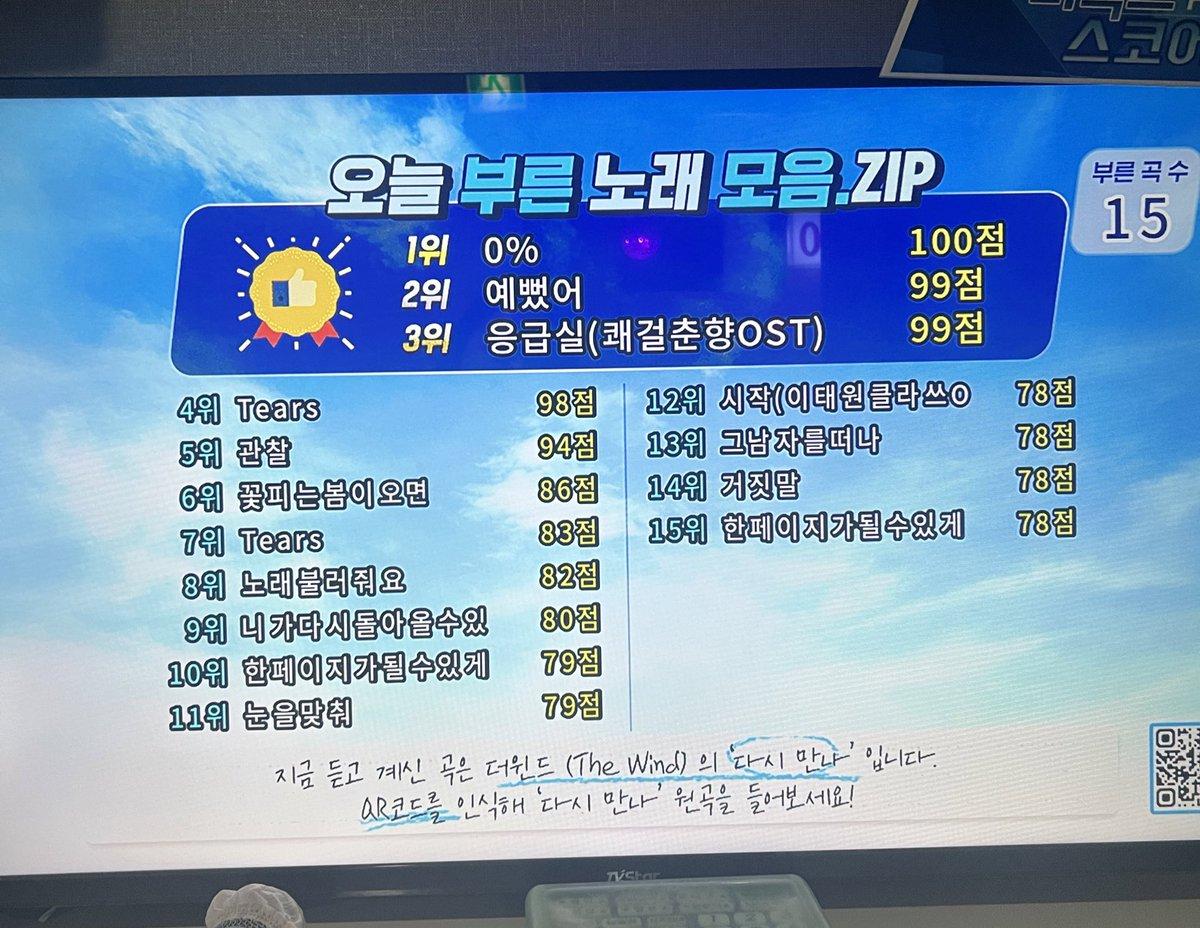 스코어
오늘 부른 노래 모음.ZIP
부른 곡 수
15
1위 0% 100점
2위 예뻤어 99점
3위 응급실(쾌걸춘향OST) 99점
4위 Tears 98점
5위 관찰 94점
6위 꽃피는봄이오면 86점
7위 Tears 83점
8위 노래불러줘요 82점
9위 니가다시돌아올수있 80점
10위 한페이지가될수있게 79점
11위 눈을맞춰 79점
12위 시작(이태원클라쓰O 78점
13위 그남자를떠나 78점
14위 거짓말 78점
15위 한페이지가될수있게 78점
지금 듣고 계신 곡은 더윈드 (The Wind) 의 '다시 만나' 입니다.
QR코드를 인식해 '다시 만나' 원곡을 들어보세요!
TVStar